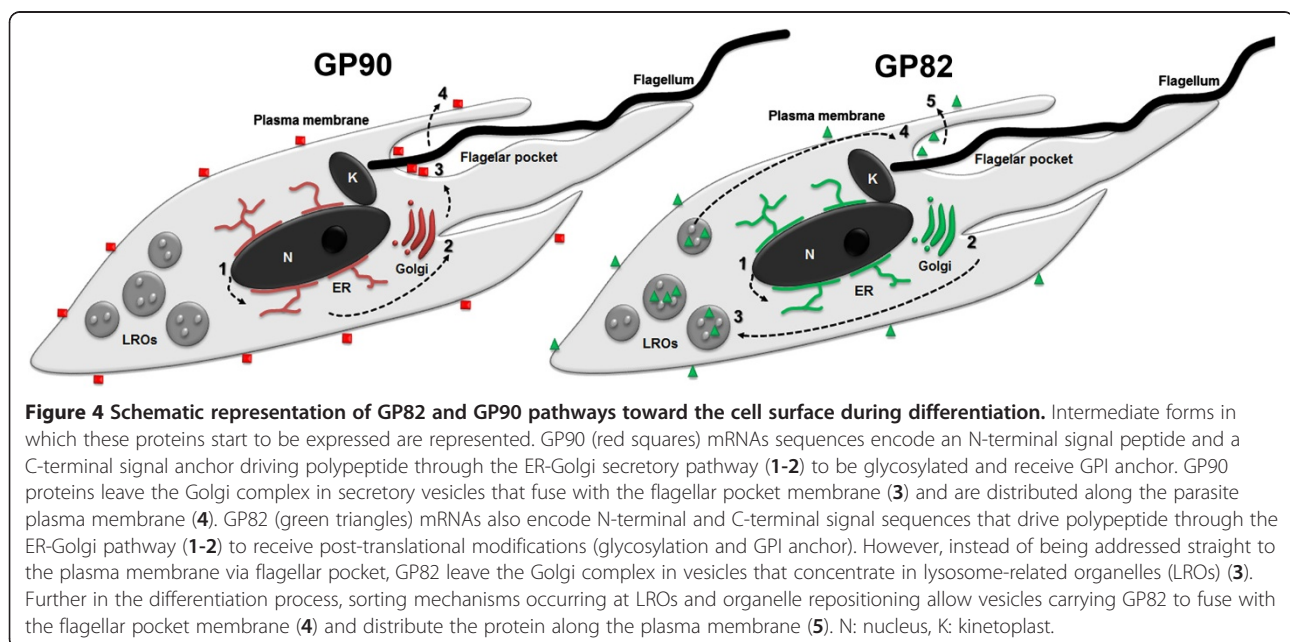 GP90
GP82
4
Flagellum
Plasma membrane
K
Flagelar pocket
3
1
N
2
Golgi
ER
LROs
5
Flagellum
Plasma membrane
4
K
Flagelar pocket
1
N
2
Golgi
ER
3
LROs
Figure 4 Schematic representation of GP82 and GP90 pathways toward the cell surface during differentiation. Intermediate forms in
which these proteins start to be expressed are represented. GP90 (red squares) mRNAs sequences encode an N-terminal signal peptide and a
C-terminal signal anchor driving polypeptide through the ER-Golgi secretory pathway (1-2) to be glycosylated and receive GPI anchor. GP90
proteins leave the Golgi complex in secretory vesicles that fuse with the flagellar pocket membrane (3) and are distributed along the parasite
plasma membrane (4). GP82 (green triangles) mRNAs also encode N-terminal and C-terminal signal sequences that drive polypeptide through the
ER-Golgi pathway (1-2) to receive post-translational modifications (glycosylation and GPI anchor). However, instead of being addressed straight to
the plasma membrane via flagellar pocket, GP82 leave the Golgi complex in vesicles that concentrate in lysosome-related organelles (LROs) (3).
Further in the differentiation process, sorting mechanisms occurring at LROs and organelle repositioning allow vesicles carrying GP82 to fuse with
the flagellar pocket membrane (4) and distribute the protein along the plasma membrane (5). N: nucleus, K: kinetoplast.